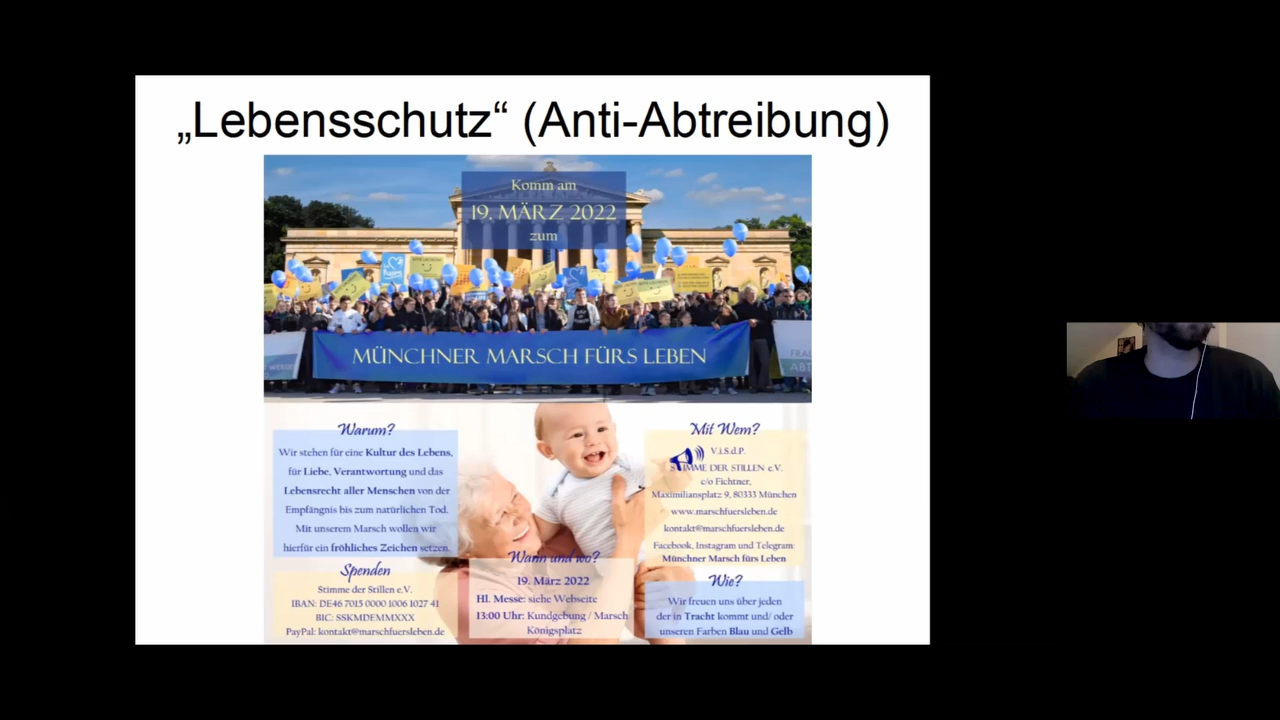 „Lebensschutz“ (Anti-Abtreibung)
Komm am
19. MÄRZ 2022
zum
MÜNCHNER MARSCH FÜRS LEBEN
Warum?
Wir stehen für eine Kultur des Lebens,
für Liebe, Verantwortung und das
Lebensrecht aller Menschen von der
Empfängnis bis zum natürlichen Tod.
Mit unserem Marsch wollen wir
hierfür ein fröhliches Zeichen setzen.
Spenden
Stimme der Stillen e.V.
IBAN: DE46 7015 0000 1006 1027 41
BIC: SSKMDEMMXXX
PayPal: kontakt@marschfuersleben.de
Wann und wo?
19. März 2022
Hl. Messe: siehe Webseite
13:00 Uhr: Kundgebung / Marsch
Königsplatz
Mit Wem?
V.i.S.d.P.
STIMME DER STILLEN e.V.
c/o Fichtner,
Maximiliansplatz 9, 80333 München
www.marschfuersleben.de
kontakt@marschfuersleben.de
Facebook, Instagram und Telegram:
Münchner Marsch fürs Leben
Wie?
Wir freuen uns über jeden
der in Tracht kommt und/ oder
unseren Farben Blau und Gelb